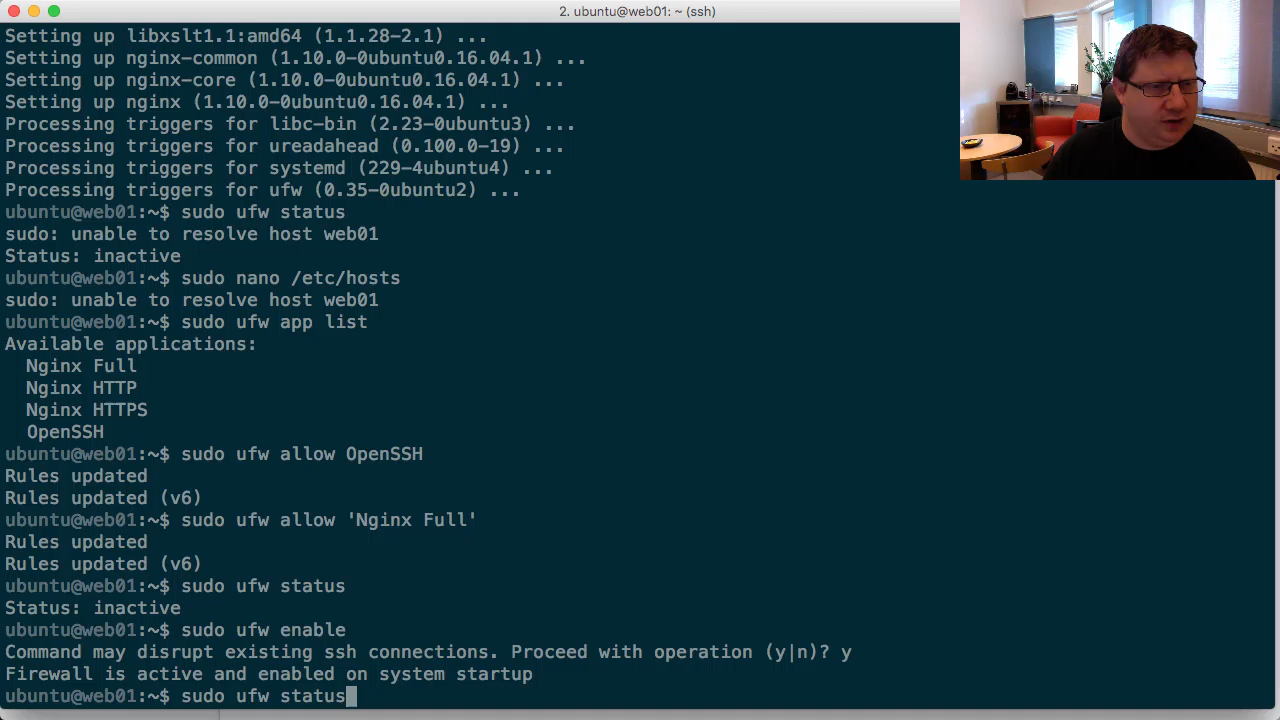 2. ubuntu@web01: ~ (ssh)
Setting up libxslt1.1:amd64 (1.1.28-2.1) ...
Setting up nginx-common (1.10.0-0ubuntu0.16.04.1) ...
Setting up nginx-core (1.10.0-0ubuntu0.16.04.1) ...
Setting up nginx (1.10.0-0ubuntu0.16.04.1) ...
Processing triggers for libc-bin (2.23-0ubuntu3) ...
Processing triggers for ureadahead (0.100.0-19) ...
Processing triggers for systemd (229-4ubuntu4) ...
Processing triggers for ufw (0.35-0ubuntu2) ...
ubuntu@web01:~$ sudo ufw status
sudo: unable to resolve host web01
Status: inactive
ubuntu@web01:~$ sudo nano /etc/hosts
sudo: unable to resolve host web01
ubuntu@web01:~$ sudo ufw app list
Available applications:
  Nginx Full
  Nginx HTTP
  Nginx HTTPS
  OpenSSH
ubuntu@web01:~$ sudo ufw allow OpenSSH
Rules updated
Rules updated (v6)
ubuntu@web01:~$ sudo ufw allow 'Nginx Full'
Rules updated
Rules updated (v6)
ubuntu@web01:~$ sudo ufw status
Status: inactive
ubuntu@web01:~$ sudo ufw enable
Command may disrupt existing ssh connections. Proceed with operation (y|n)? y
Firewall is active and enabled on system startup
ubuntu@web01:~$ sudo ufw status